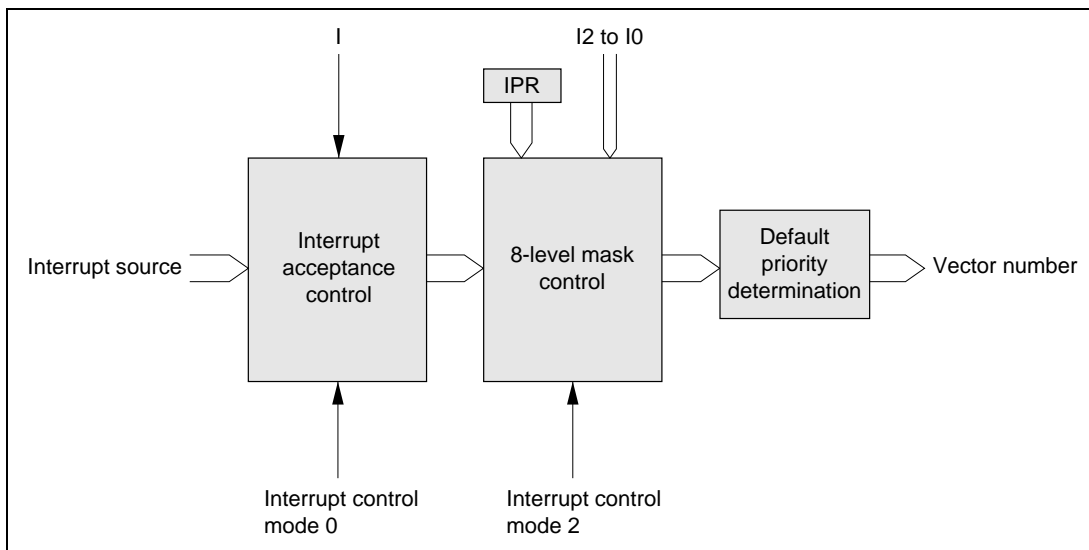 I
I2 to I0
IPR
Interrupt source
Interrupt
acceptance
control
8-level mask
control
Default
priority
determination
Vector number
Interrupt control
mode 0
Interrupt control
mode 2